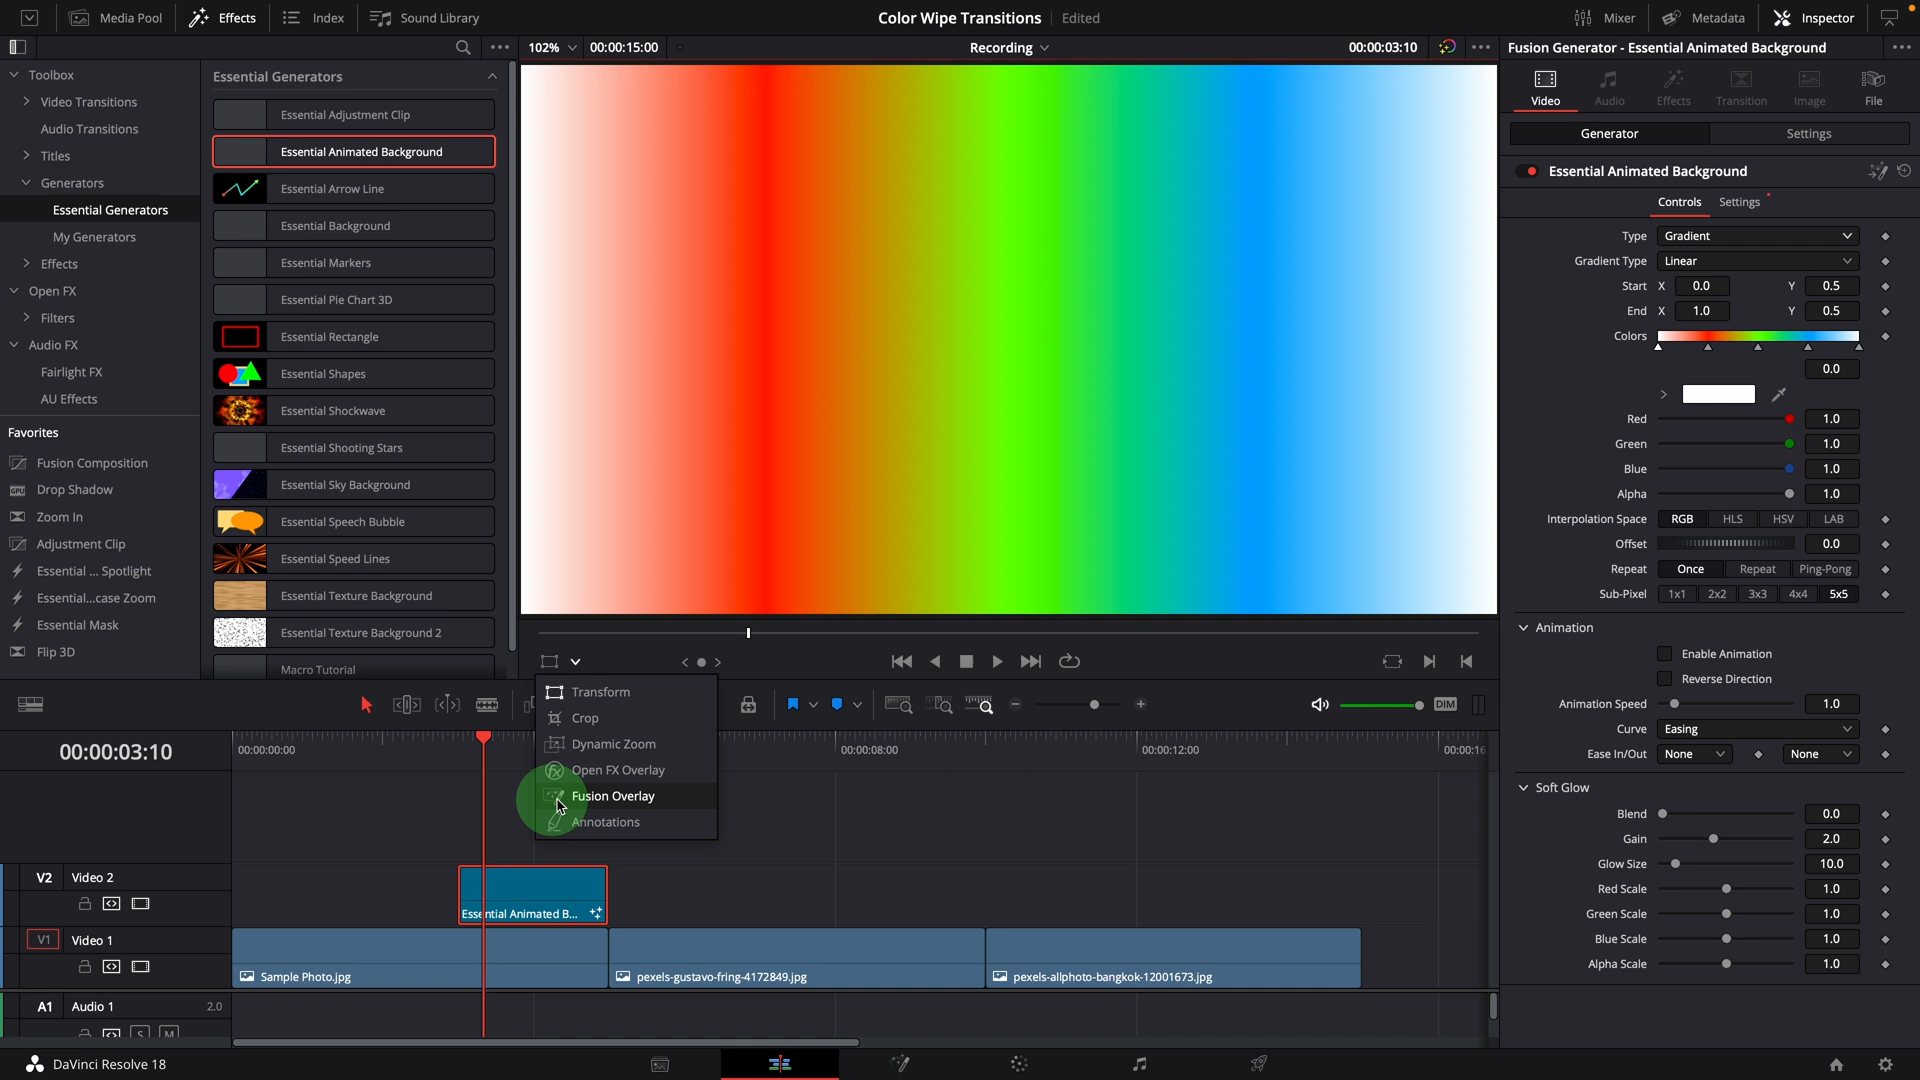 Media Pool Effects Index Sound Library Color Wipe Transitions Edited Mixer Metadata Inspector
102% 00:00:15:00 Recording 00:00:03:10 Fusion Generator - Essential Animated Background
Toolbox
Video Transitions
Audio Transitions
Titles
Generators
Essential Generators
My Generators
Effects
Open FX
Filters
Audio FX
Fairlight FX
AU Effects
Favorites
Fusion Composition
Drop Shadow
Zoom In
Adjustment Clip
Essential ... Spotlight
Essential...case Zoom
Essential Mask
Flip 3D
Essential Generators
Essential Adjustment Clip
Essential Animated Background
Essential Arrow Line
Essential Background
Essential Markers
Essential Pie Chart 3D
Essential Rectangle
Essential Shapes
Essential Shockwave
Essential Shooting Stars
Essential Sky Background
Essential Speech Bubble
Essential Speed Lines
Essential Texture Background
Essential Texture Background 2
Macro Tutorial
Video Audio Effects Transition Image File
Generator Settings
Essential Animated Background
Controls Settings
Type Gradient
Gradient Type Linear
Start X 0.0 Y 0.5
End X 1.0 Y 0.5
Colors
0.0
Red 1.0
Green 1.0
Blue 1.0
Alpha 1.0
Interpolation Space RGB HLS HSV LAB
Offset 0.0
Repeat Once Repeat Ping-Pong
Sub-Pixel 1x1 2x2 3x3 4x4 5x5
Animation
Enable Animation
Reverse Direction
Animation Speed 1.0
Curve Easing
Ease In/Out None None
Soft Glow
Blend 0.0
Gain 2.0
Glow Size 10.0
Red Scale 1.0
Green Scale 1.0
Blue Scale 1.0
Alpha Scale 1.0
Transform
Crop
Dynamic Zoom
Open FX Overlay
Fusion Overlay
Annotations
DIM
00:00:03:10 00:00:00:00 00:00:08:00 00:00:12:00 00:00:16
V2 Video 2
Essential Animated B...
V1 Video 1
Sample Photo.jpg pexels-gustavo-fring-4172849.jpg pexels-allphoto-bangkok-12001673.jpg
A1 Audio 1 2.0
S M
DaVinci Resolve 18